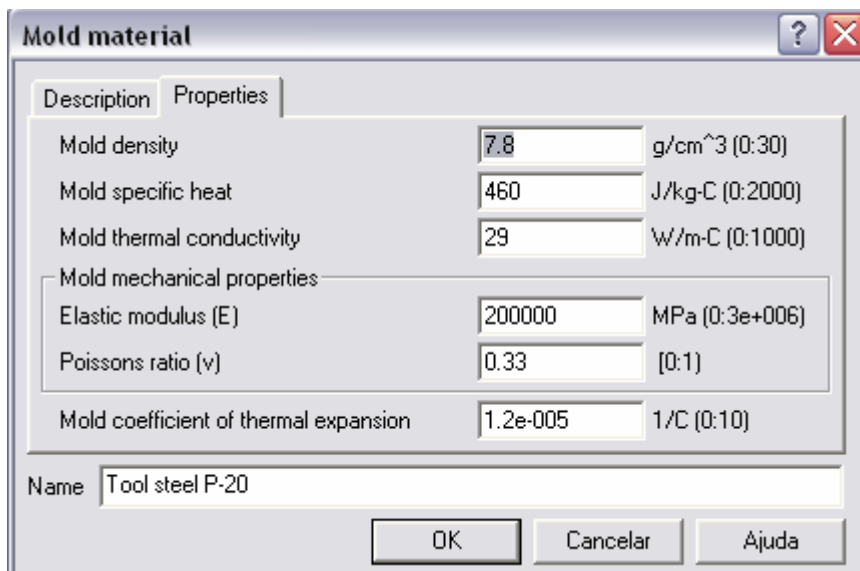 Mold material
Description Properties
Mold density 7.8 g/cm^3 (0:30)
Mold specific heat 460 J/kg-C (0:2000)
Mold thermal conductivity 29 W/m-C (0:1000)
Mold mechanical properties
Elastic modulus (E) 200000 MPa (0:3e+006)
Poissons ratio (v) 0.33 [0:1)
Mold coefficient of thermal expansion 1.2e-005 1/C (0:10)
Name Tool steel P-20
OK Cancelar Ajuda